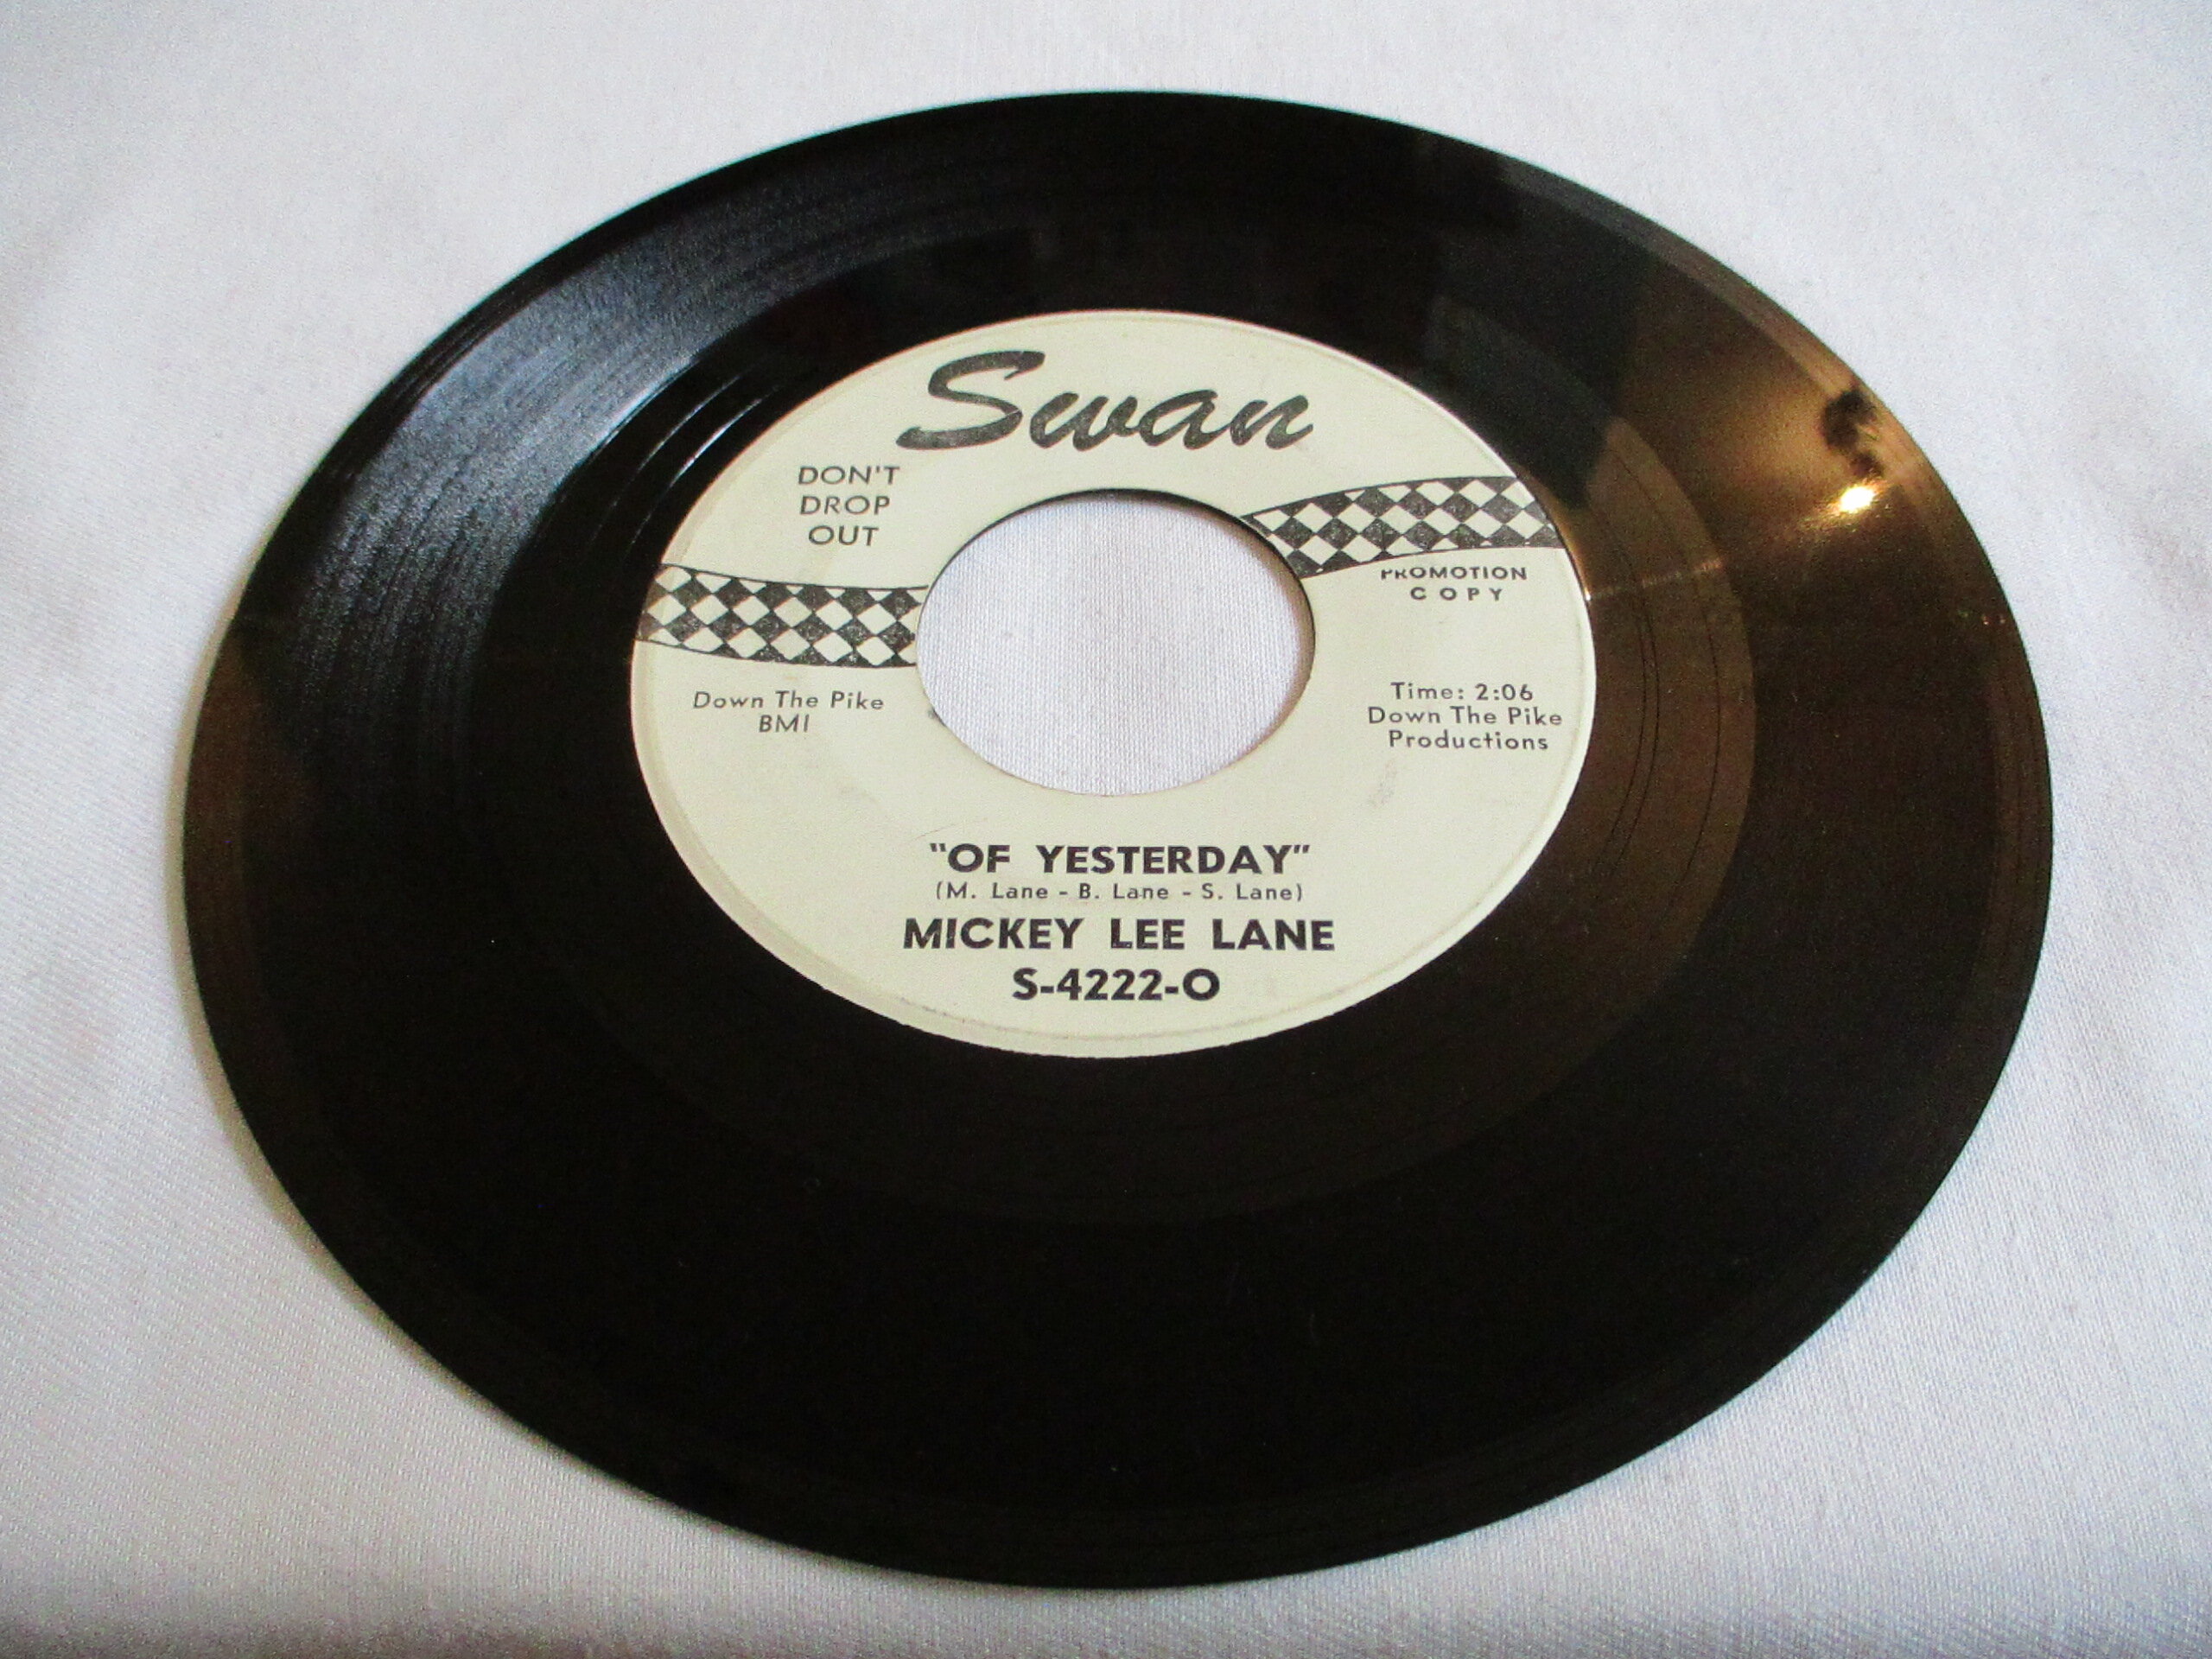 Swan
DON'T
DROP
OUT
PROMOTION
COPY
Down The Pike
BMI
Time: 2:06
Down The Pike
Productions
"OF YESTERDAY"
(M. Lane - B. Lane - S. Lane)
MICKEY LEE LANE
S-4222-O